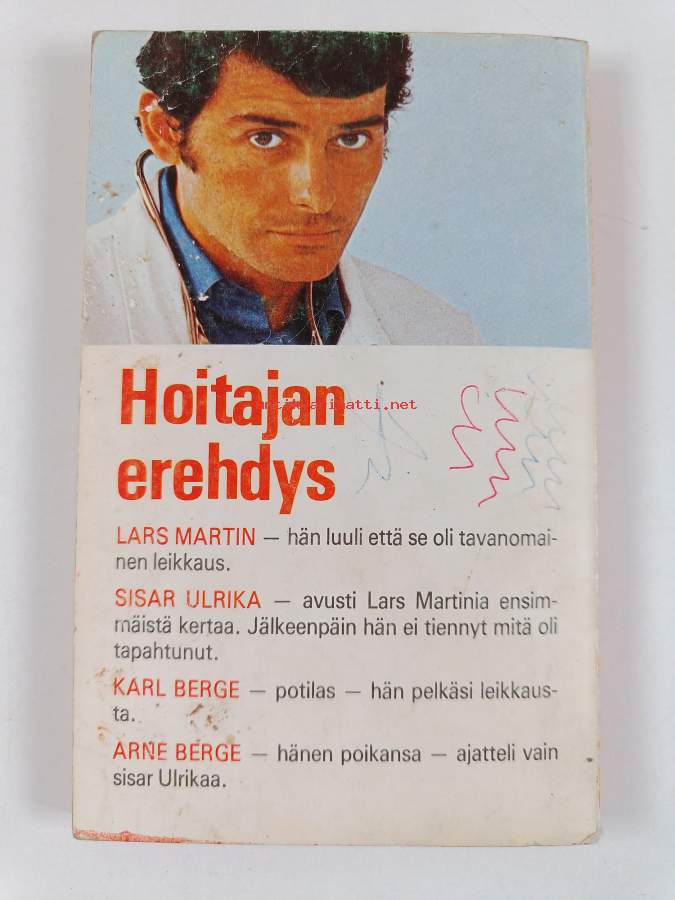 Hoitajan
antikvariaatti.net
erehdys
LARS MARTIN — hän luuli että se oli tavanomai-
nen leikkaus.
SISAR ULRIKA — avusti Lars Martinia ensim-
mäistä kertaa. Jälkeenpäin hän ei tiennyt mitä oli
tapahtunut.
KARL BERGE — potilas — hän pelkäsi leikkaus-
ta.
ARNE BERGE — hänen poikansa — ajatteli vain
sisar Ulrikaa.